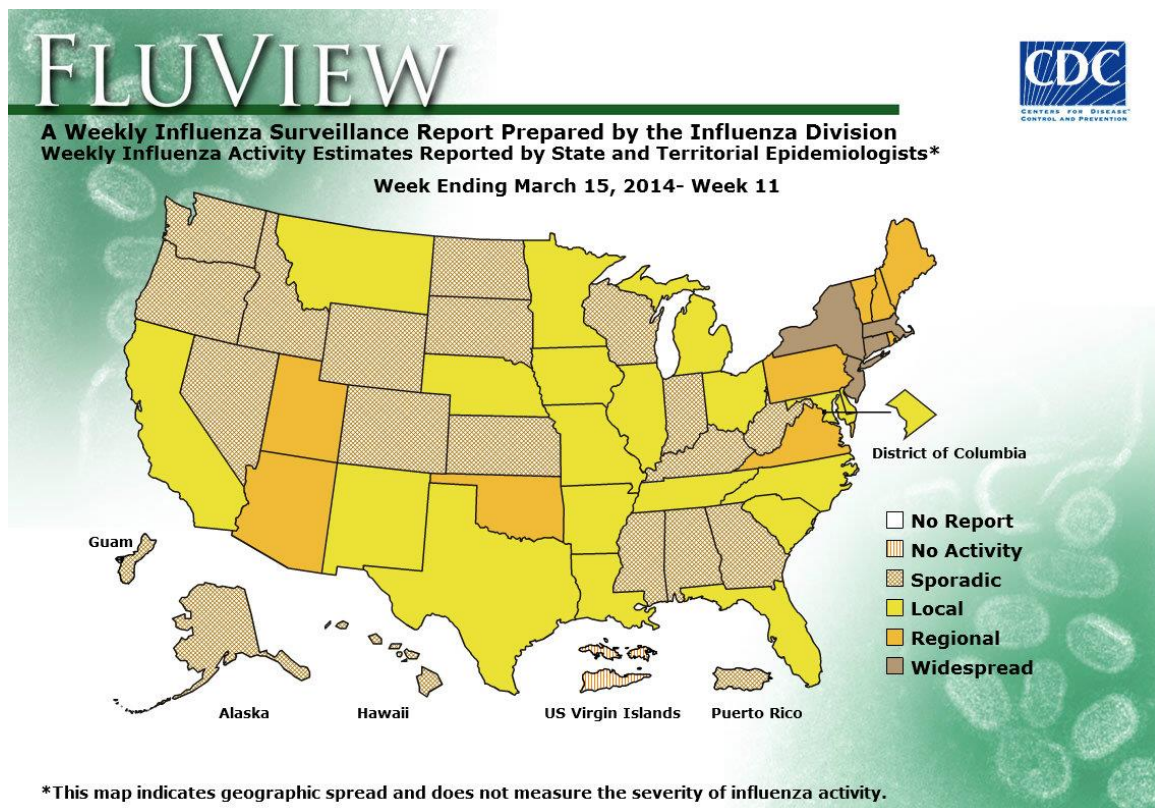 FLUVIEW
CDC
CENTERS FOR DISEASE™
CONTROL AND PREVENTION
A Weekly Influenza Surveillance Report Prepared by the Influenza Division
Weekly Influenza Activity Estimates Reported by State and Territorial Epidemiologists*
Week Ending March 15, 2014- Week 11
District of Columbia
No Report
Guam
No Activity
Sporadic
Local
Regional
Widespread
Alaska
Hawaii
US Virgin Islands
Puerto Rico
*This map indicates geographic spread and does not measure the severity of influenza activity.